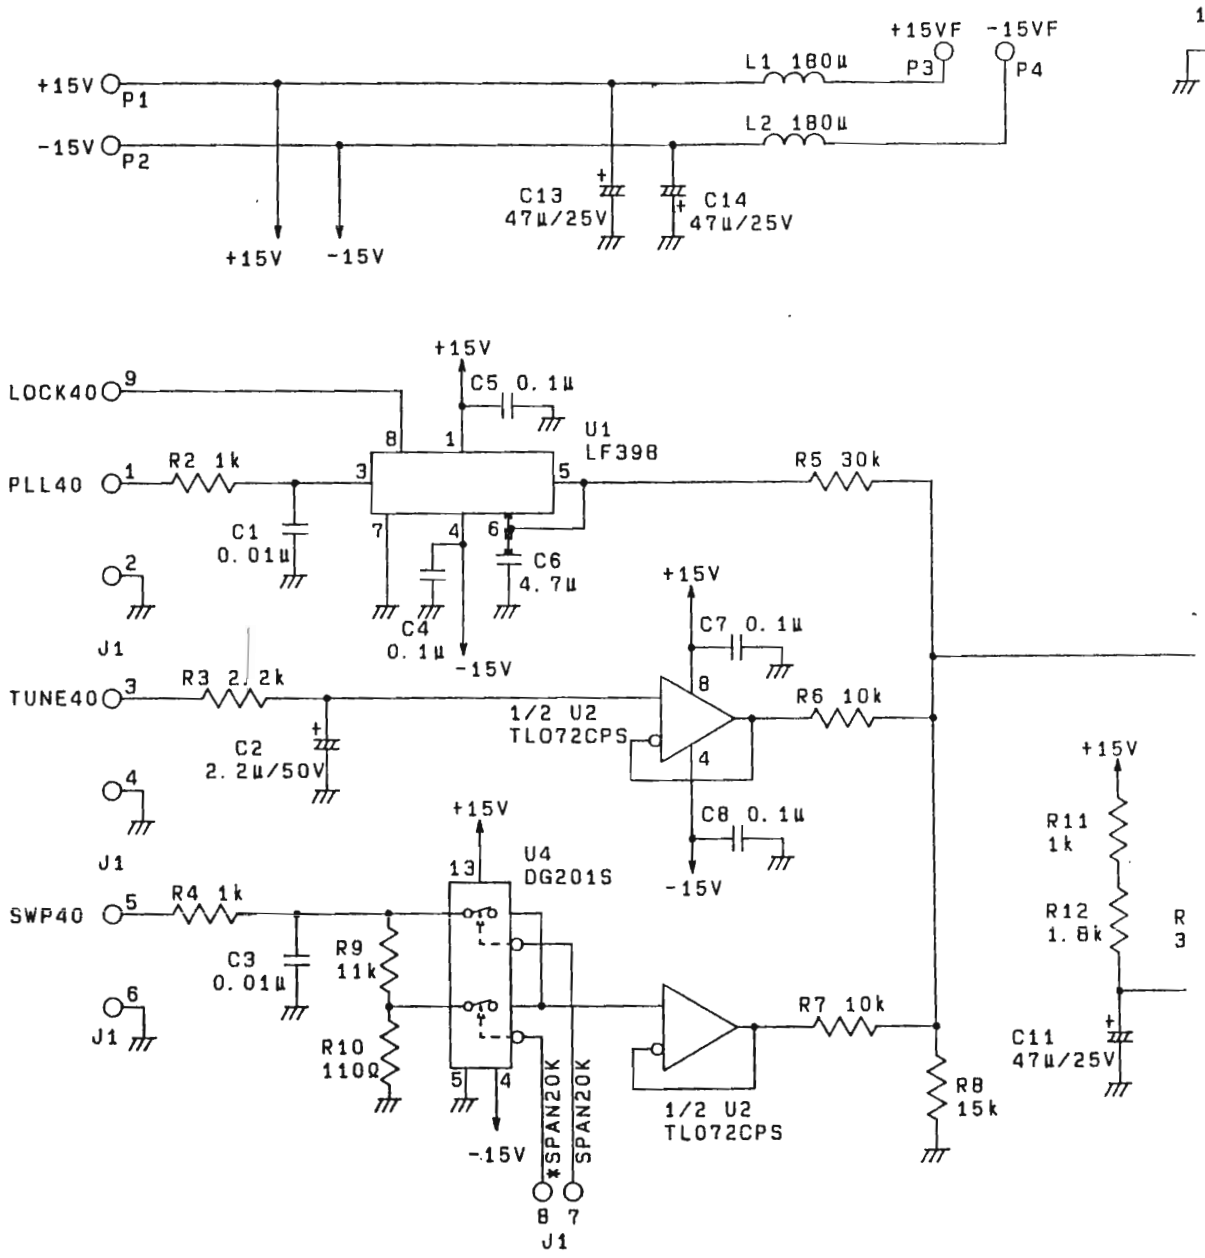 1
+15VF -15VF
L1 180µ
P3 P4
+15V P1
L2 180µ
-15V P2
+
C13
47µ/25V
+
C14
47µ/25V
+15V -15V
+15V
LOCK40 9
C5 0.1µ
8 1
U1
LF398
R2 1k
PLL40 1
3 5
R5 30k
7 4 6
C1
0.01µ
C6
4.7µ
2
+15V
C4
0.1µ
-15V
C7 0.1µ
J1
R3 2.2k
TUNE40 3
8
1/2 U2
TL072CPS
R6 10k
+
C2
2.2µ/50V
4
+15V
4
C8 0.1µ
+15V
R11
1k
J1
U4
DG201S
13
-15V
R4 1k
SWP40 5
R12
1.8k
R
3
R9
11k
C3
0.01µ
6
R7 10k
J1
+
C11
47µ/25V
R10
110Ω
5 4
R8
15k
1/2 U2
TL072CPS
-15V
*SPAN20K
SPAN20K
8 7
J1